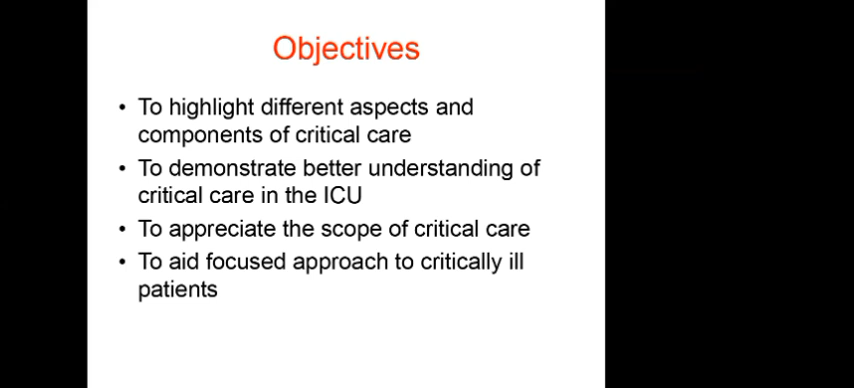 Objectives
• To highlight different aspects and
components of critical care
• To demonstrate better understanding of
critical care in the ICU
• To appreciate the scope of critical care
• To aid focused approach to critically ill
patients